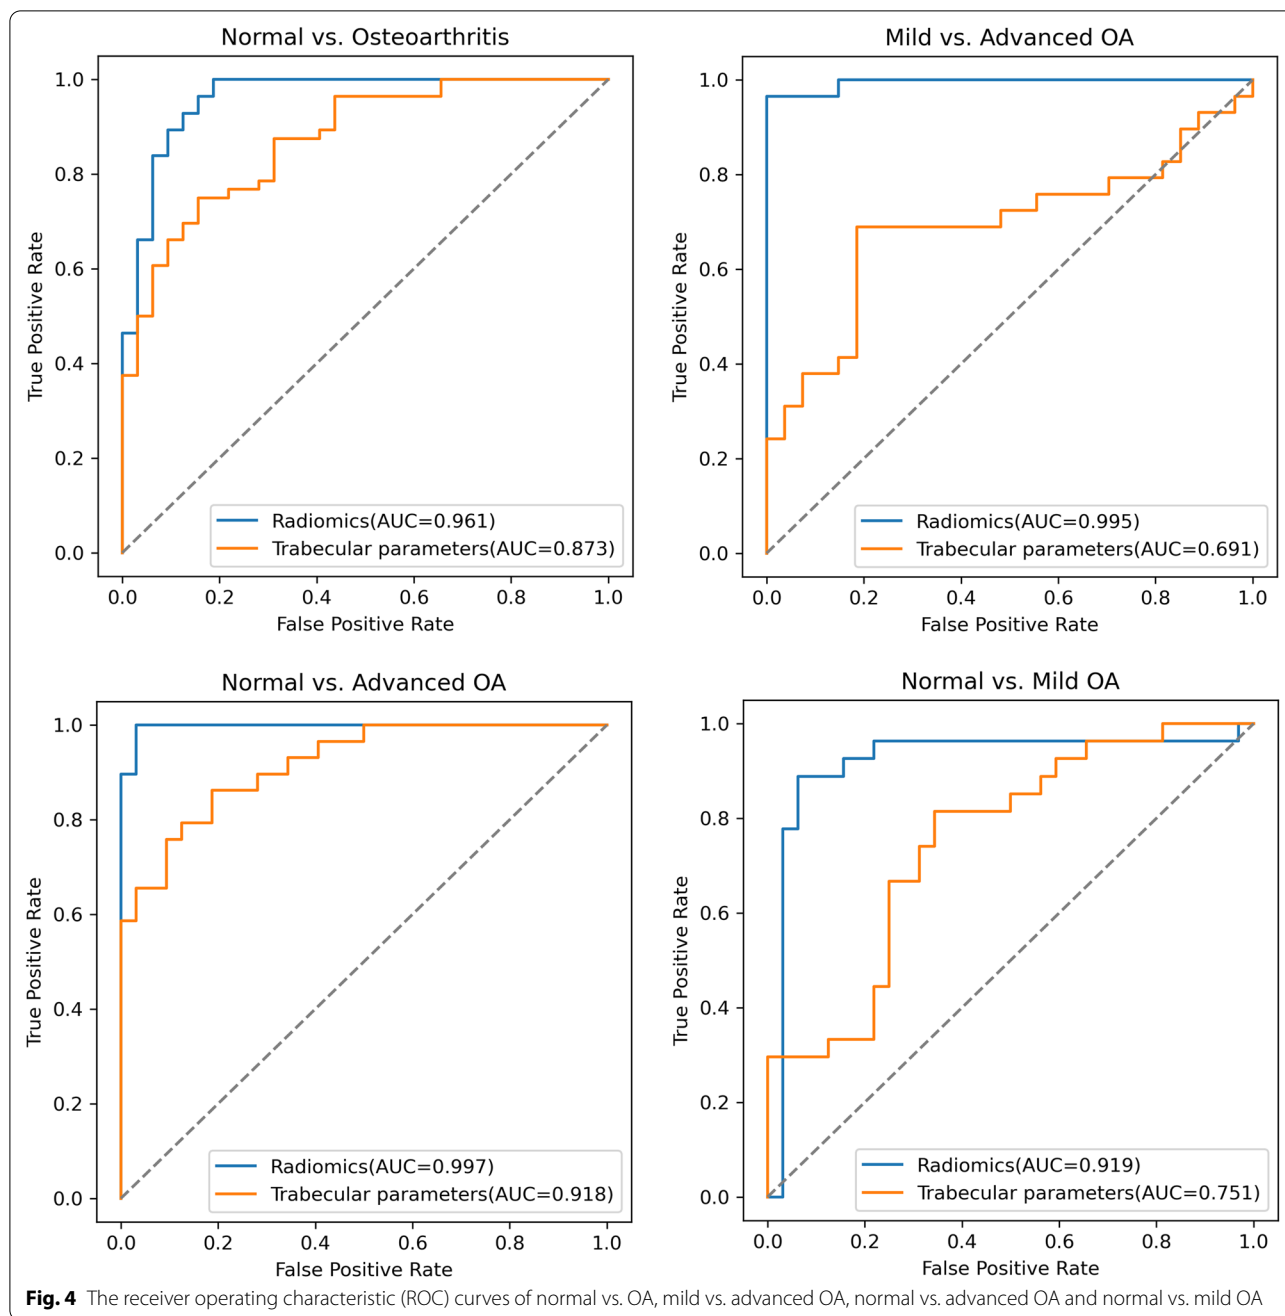 Normal vs. Osteoarthritis
True Positive Rate
1.0
0.8
0.6
0.4
0.2
0.0
Radiomics(AUC=0.961)
Trabecular parameters(AUC=0.873)
0.0 0.2 0.4 0.6 0.8 1.0
False Positive Rate
Mild vs. Advanced OA
True Positive Rate
1.0
0.8
0.6
0.4
0.2
0.0
Radiomics(AUC=0.995)
Trabecular parameters(AUC=0.691)
0.0 0.2 0.4 0.6 0.8 1.0
False Positive Rate
Normal vs. Advanced OA
True Positive Rate
1.0
0.8
0.6
0.4
0.2
0.0
Radiomics(AUC=0.997)
Trabecular parameters(AUC=0.918)
0.0 0.2 0.4 0.6 0.8 1.0
False Positive Rate
Normal vs. Mild OA
True Positive Rate
1.0
0.8
0.6
0.4
0.2
0.0
Radiomics(AUC=0.919)
Trabecular parameters(AUC=0.751)
0.0 0.2 0.4 0.6 0.8 1.0
False Positive Rate
Fig. 4 The receiver operating characteristic (ROC) curves of normal vs. OA, mild vs. advanced OA, normal vs. advanced OA and normal vs. mild OA